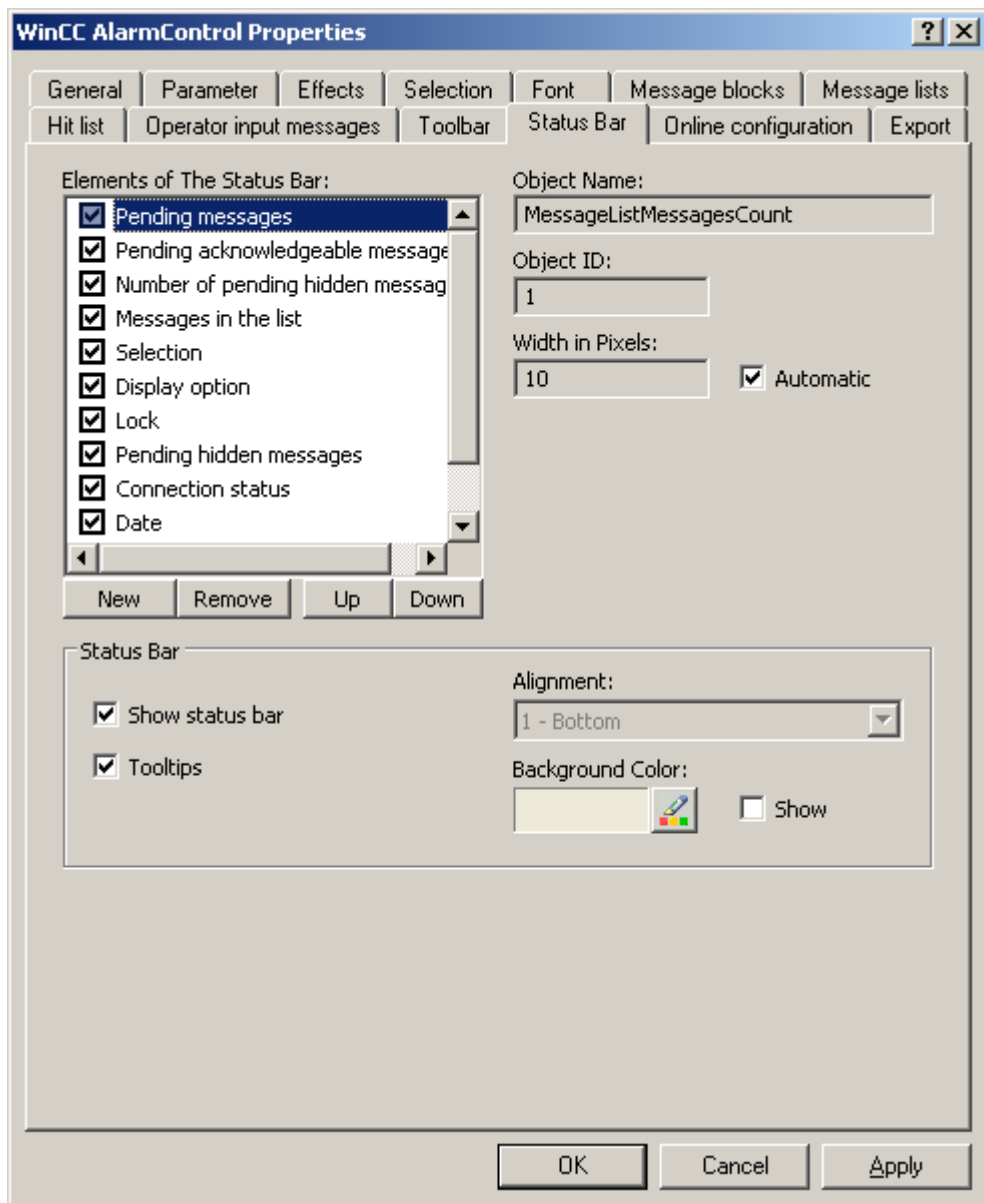 WinCC AlarmControl Properties
General Parameter Effects Selection Font Message blocks Message lists
Hit list Operator input messages Toolbar Status Bar Online configuration Export
Elements of The Status Bar:
Pending messages
Pending acknowledgeable message
Number of pending hidden messag
Messages in the list
Selection
Display option
Lock
Pending hidden messages
Connection status
Date
New Remove Up Down
Object Name:
MessageListMessagesCount
Object ID:
1
Width in Pixels:
10 Automatic
Status Bar
Show status bar
Tooltips
Alignment:
1 - Bottom
Background Color:
Show
OK Cancel Apply